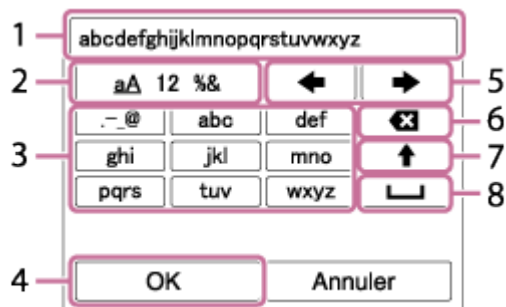 1 abcdefghijklmnopqrstuvwxyz
2 aA 12 %& 5
.-_@ abc def 6
3 ghi jkl mno 7
pqrs tuv wxyz 8
4 OK Annuler